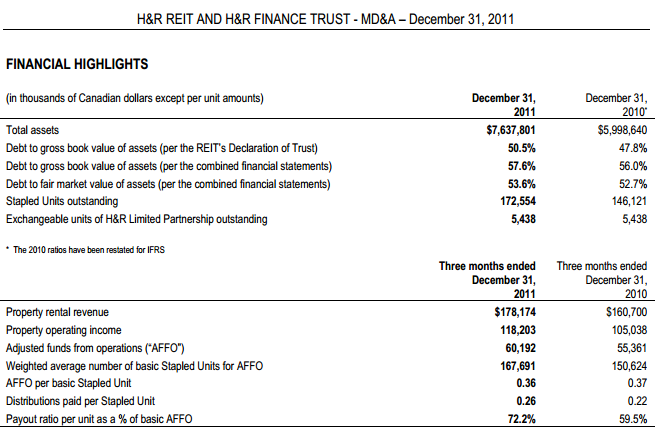 H&R REIT AND H&R FINANCE TRUST - MD&A – December 31, 2011
FINANCIAL HIGHLIGHTS
(in thousands of Canadian dollars except per unit amounts) December 31, December 31,
2011 2010*
Total assets $7,637,801 $5,998,640
Debt to gross book value of assets (per the REIT's Declaration of Trust) 50.5% 47.8%
Debt to gross book value of assets (per the combined financial statements) 57.6% 56.0%
Debt to fair market value of assets (per the combined financial statements) 53.6% 52.7%
Stapled Units outstanding 172,554 146,121
Exchangeable units of H&R Limited Partnership outstanding 5,438 5,438
* The 2010 ratios have been restated for IFRS
Three months ended Three months ended
December 31, December 31,
2011 2010
Property rental revenue $178,174 $160,700
Property operating income 118,203 105,038
Adjusted funds from operations ("AFFO") 60,192 55,361
Weighted average number of basic Stapled Units for AFFO 167,691 150,624
AFFO per basic Stapled Unit 0.36 0.37
Distributions paid per Stapled Unit 0.26 0.22
Payout ratio per unit as a % of basic AFFO 72.2% 59.5%